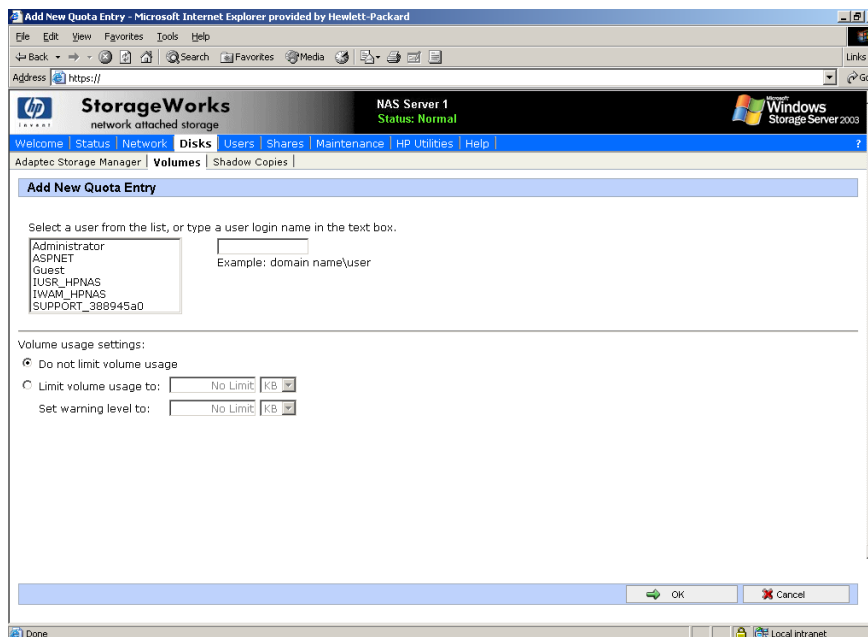 Add New Quota Entry - Microsoft Internet Explorer provided by Hewlett-Packard
File Edit View Favorites Tools Help
Back Search Favorites Media
Links
Address https://
Go
hp
invent
StorageWorks
network attached storage
NAS Server 1
Status: Normal
Microsoft
Windows
Storage Server 2003
Welcome Status Network Disks Users Shares Maintenance HP Utilities Help ?
Adaptec Storage Manager Volumes Shadow Copies
Add New Quota Entry
Select a user from the list, or type a user login name in the text box.
Administrator
ASPNET
Guest
IUSR_HPNAS
IWAM_HPNAS
SUPPORT_388945a0
Example: domain name\user
Volume usage settings:
Do not limit volume usage
Limit volume usage to: No Limit KB
Set warning level to: No Limit KB
OK Cancel
Done Local intranet